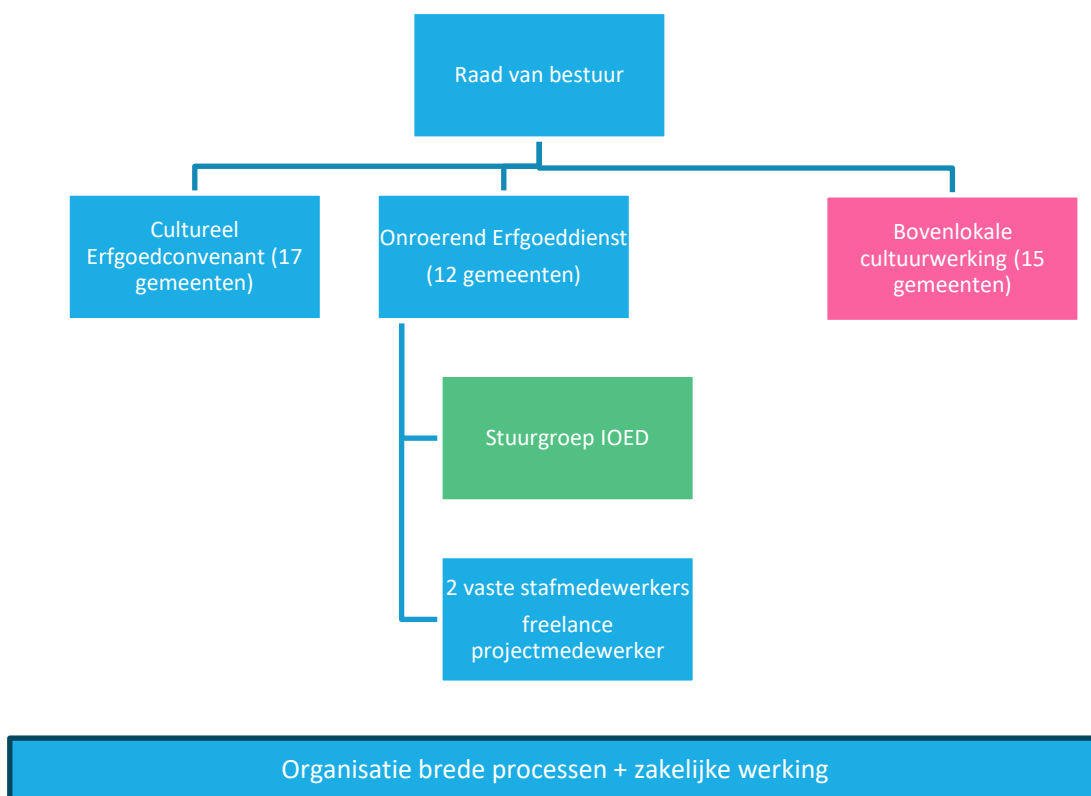 Raad van bestuur
Cultureel
Erfgoedconvenant (17
gemeenten)
Onroerend Erfgoeddienst
(12 gemeenten)
Bovenlokale
cultuurwerking (15
gemeenten)
Stuurgroep IOED
2 vaste stafmedewerkers
freelance
projectmedewerker
Organisatie brede processen + zakelijke werking